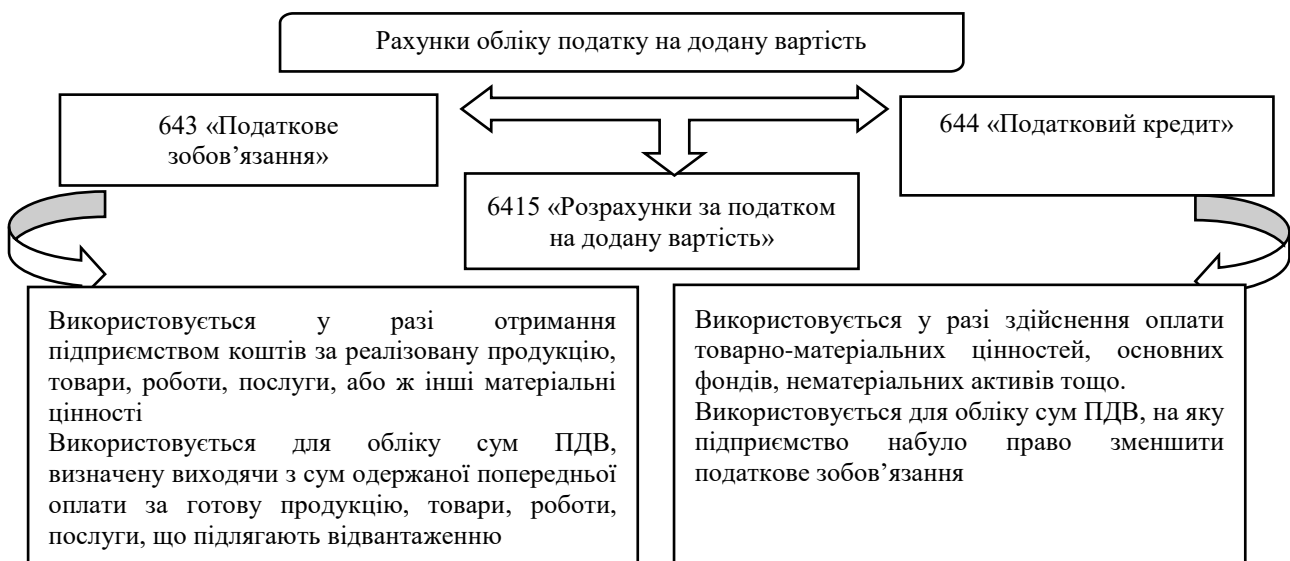 Рахунки обліку податку на додану вартість
643 «Податкове
зобов’язання»
644 «Податковий кредит»
6415 «Розрахунки за податком
на додану вартість»
Використовується у разі отримання
підприємством коштів за реалізовану продукцію,
товари, роботи, послуги, або ж інші матеріальні
цінності
Використовується для обліку сум ПДВ,
визначену виходячи з сум одержаної попередньої
оплати за готову продукцію, товари, роботи,
послуги, що підлягають відвантаженню
Використовується у разі здійснення оплати
товарно-матеріальних цінностей, основних
фондів, нематеріальних активів тощо.
Використовується для обліку сум ПДВ, на яку
підприємство набуло право зменшити
податкове зобов’язання